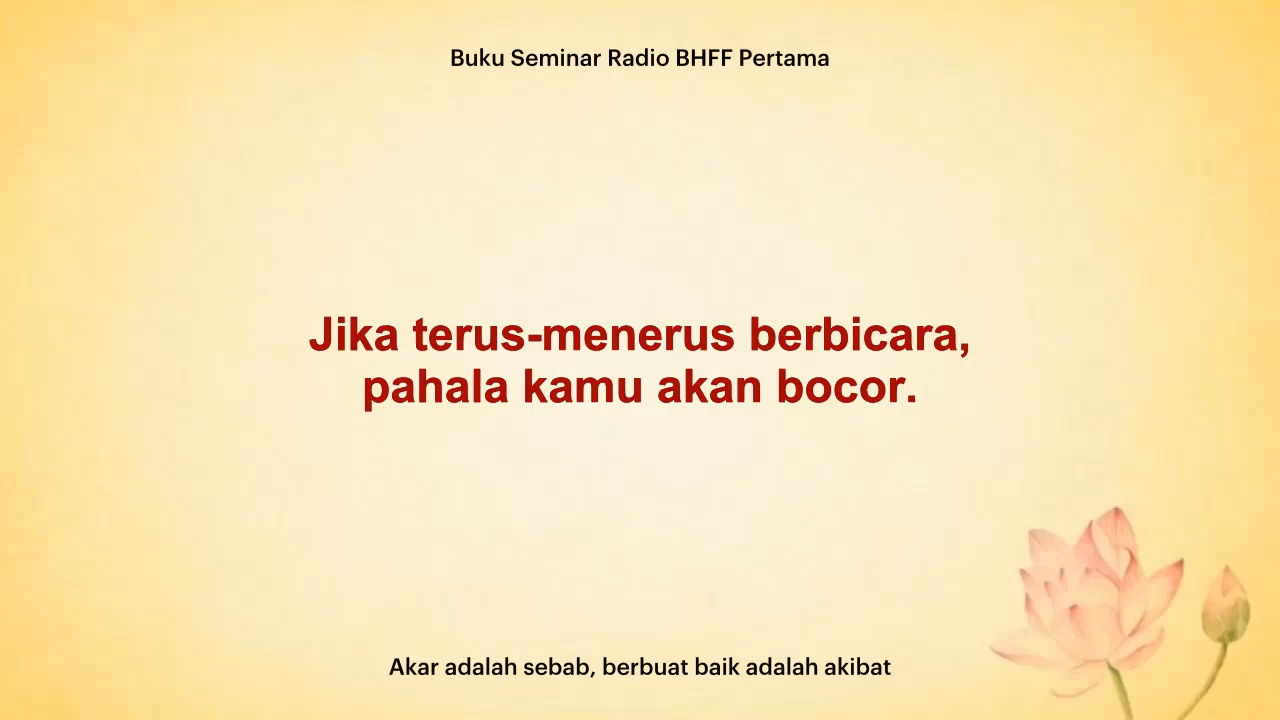 Buku Seminar Radio BHFF Pertama
Jika terus-menerus berbicara,
pahala kamu akan bocor.
Akar adalah sebab, berbuat baik adalah akibat